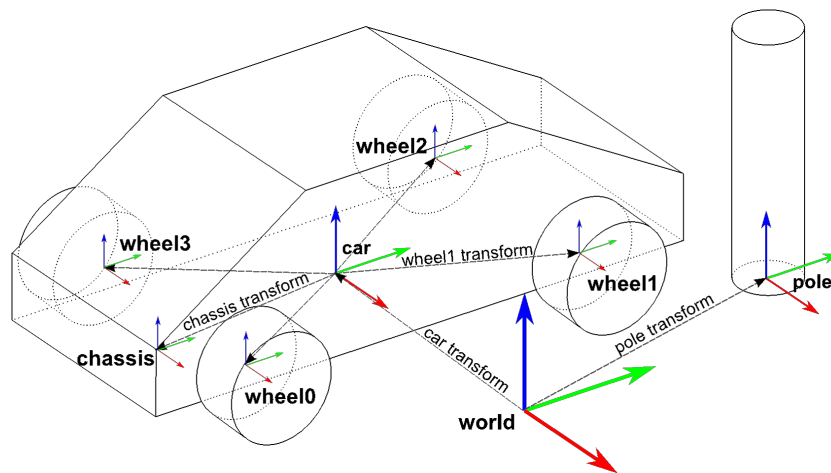 wheel2
wheel3
car
wheel1 transform
wheel1
pole
chassis transform
chassis
wheel0
car transform
pole transform
world